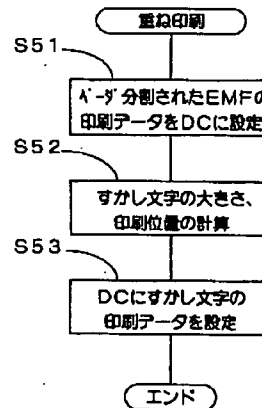 重ね印刷
S51
ページ分割されたEMFの
印刷データをDCに設定
S52
すかし文字の大きさ、
印刷位置の計算
S53
DCにすかし文字の
印刷データを設定
エンド